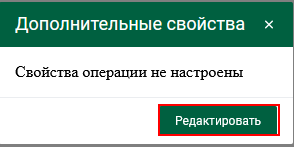 Дополнительные свойства ×
Свойства операции не настроены
Редактировать